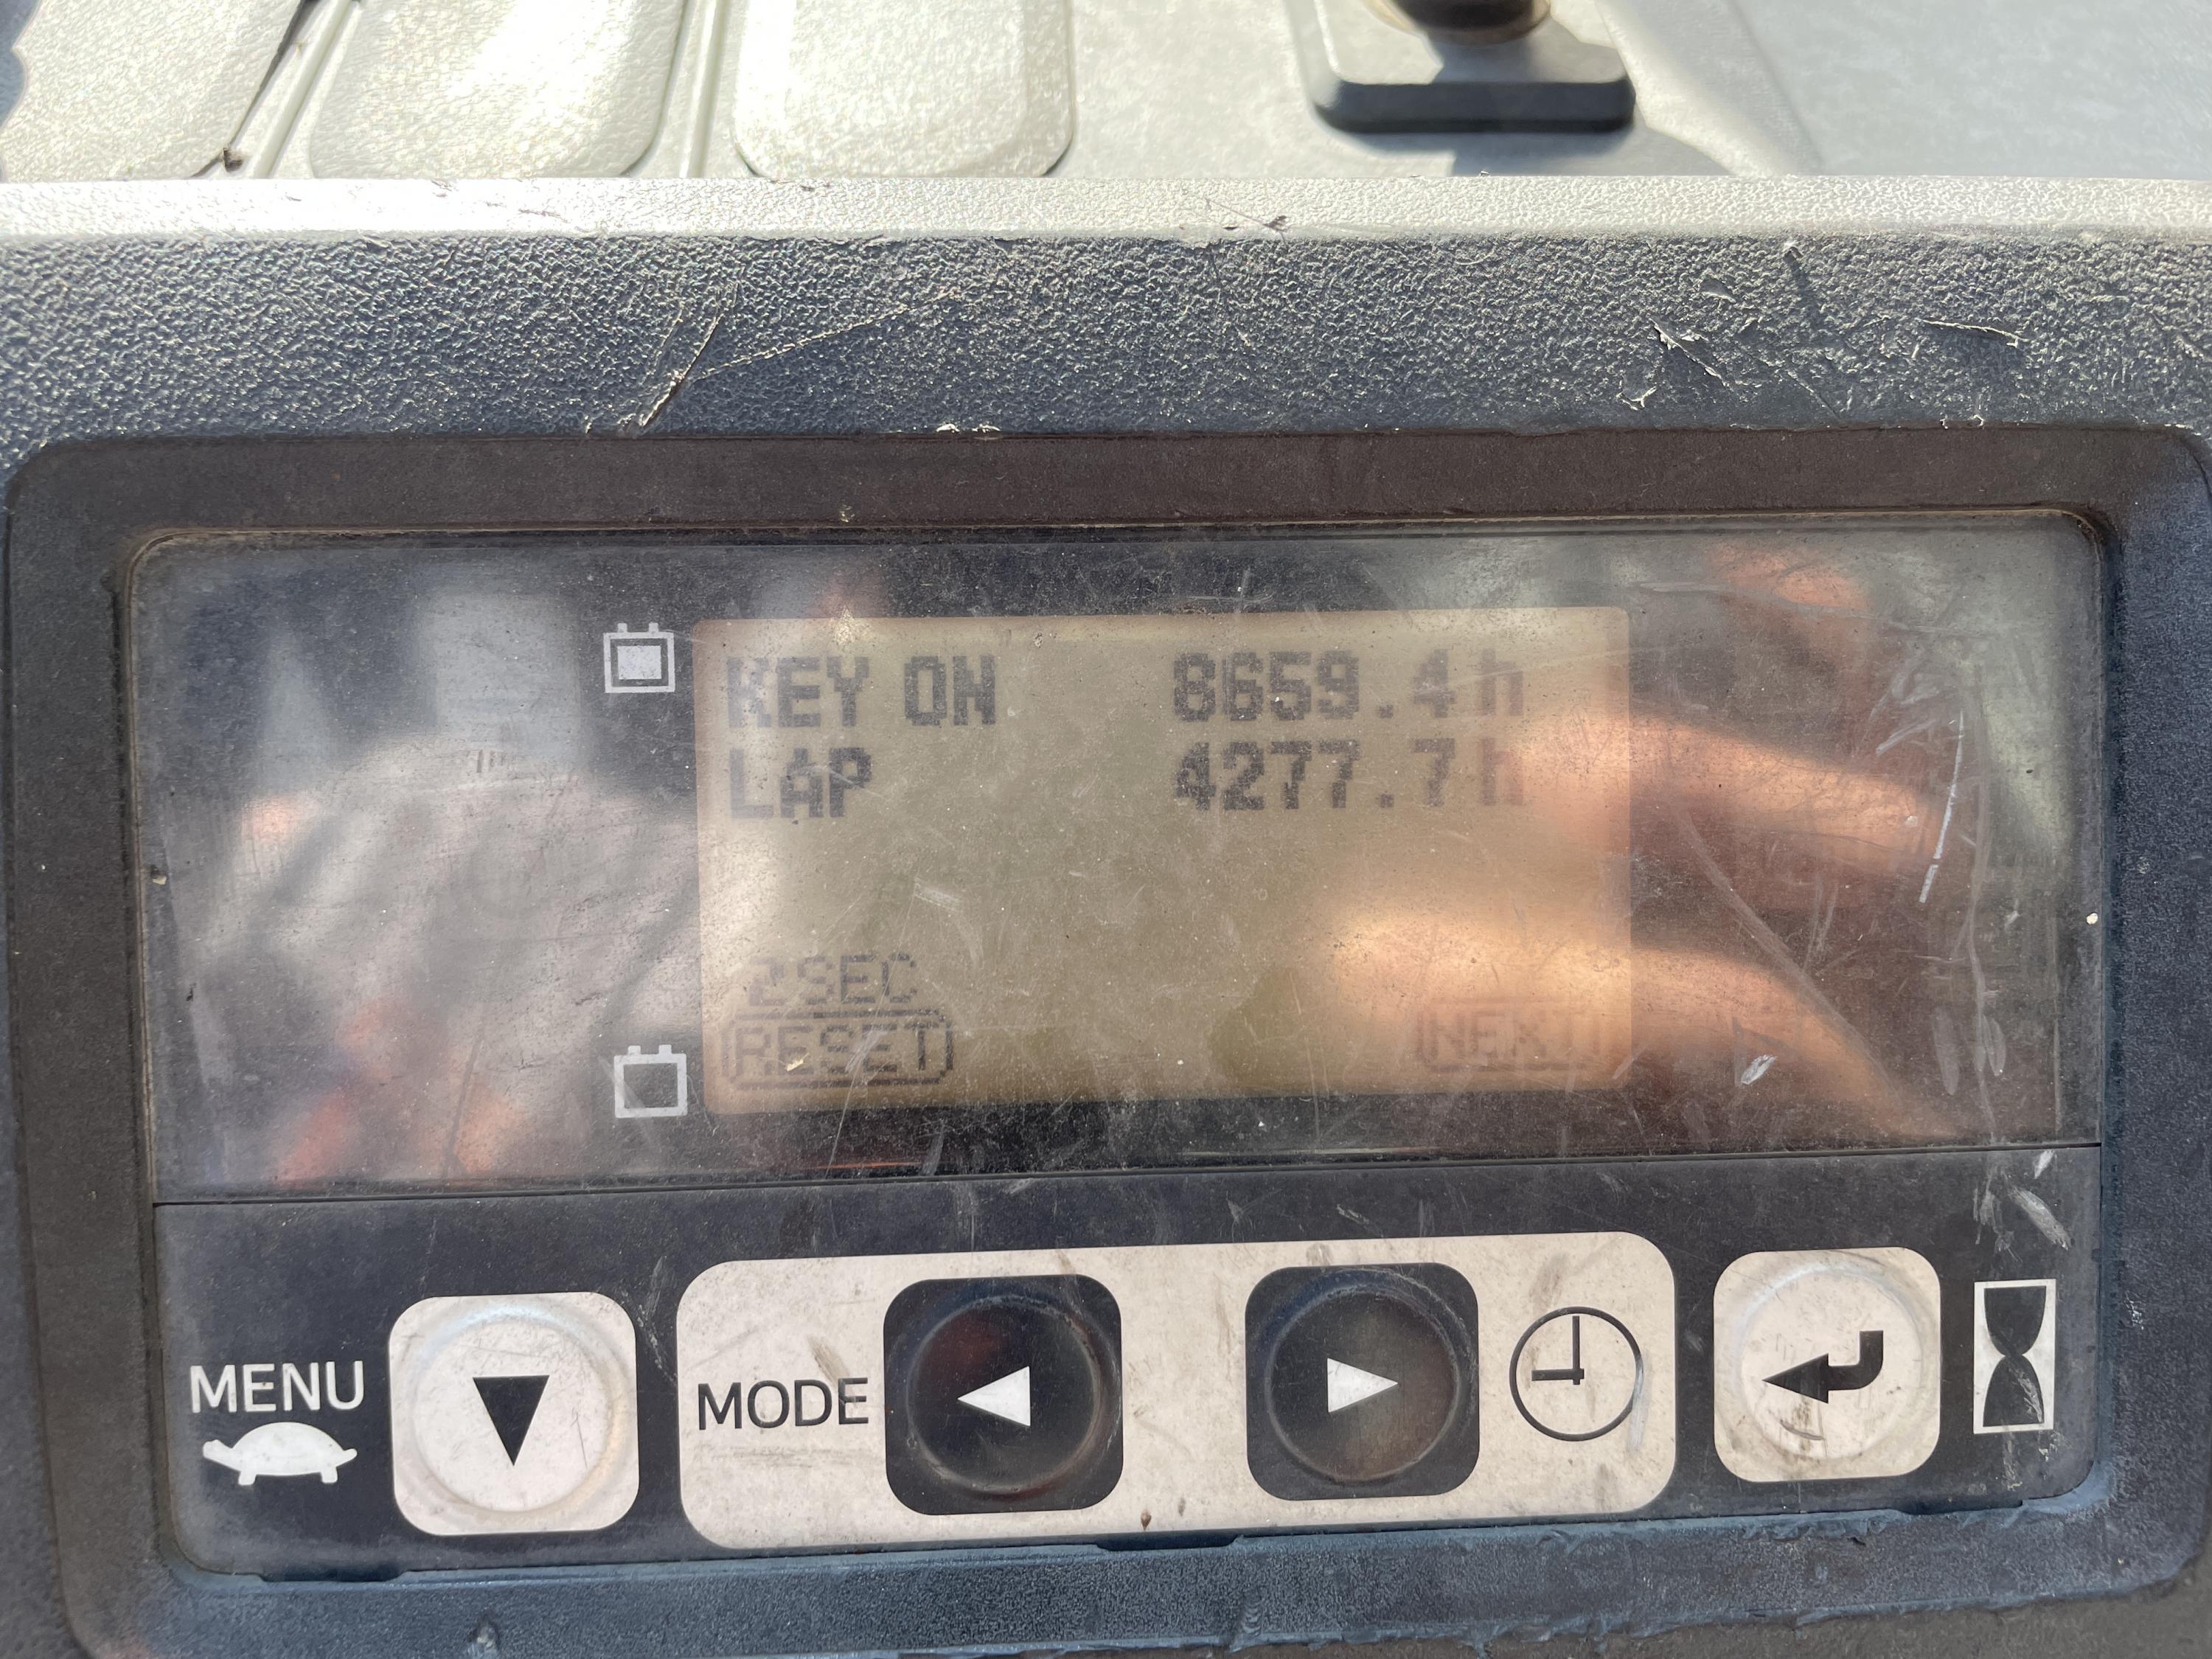 KEY ON 8659.4h
LAP 4277.7h
2SEC
RESET NEXT
MENU MODE